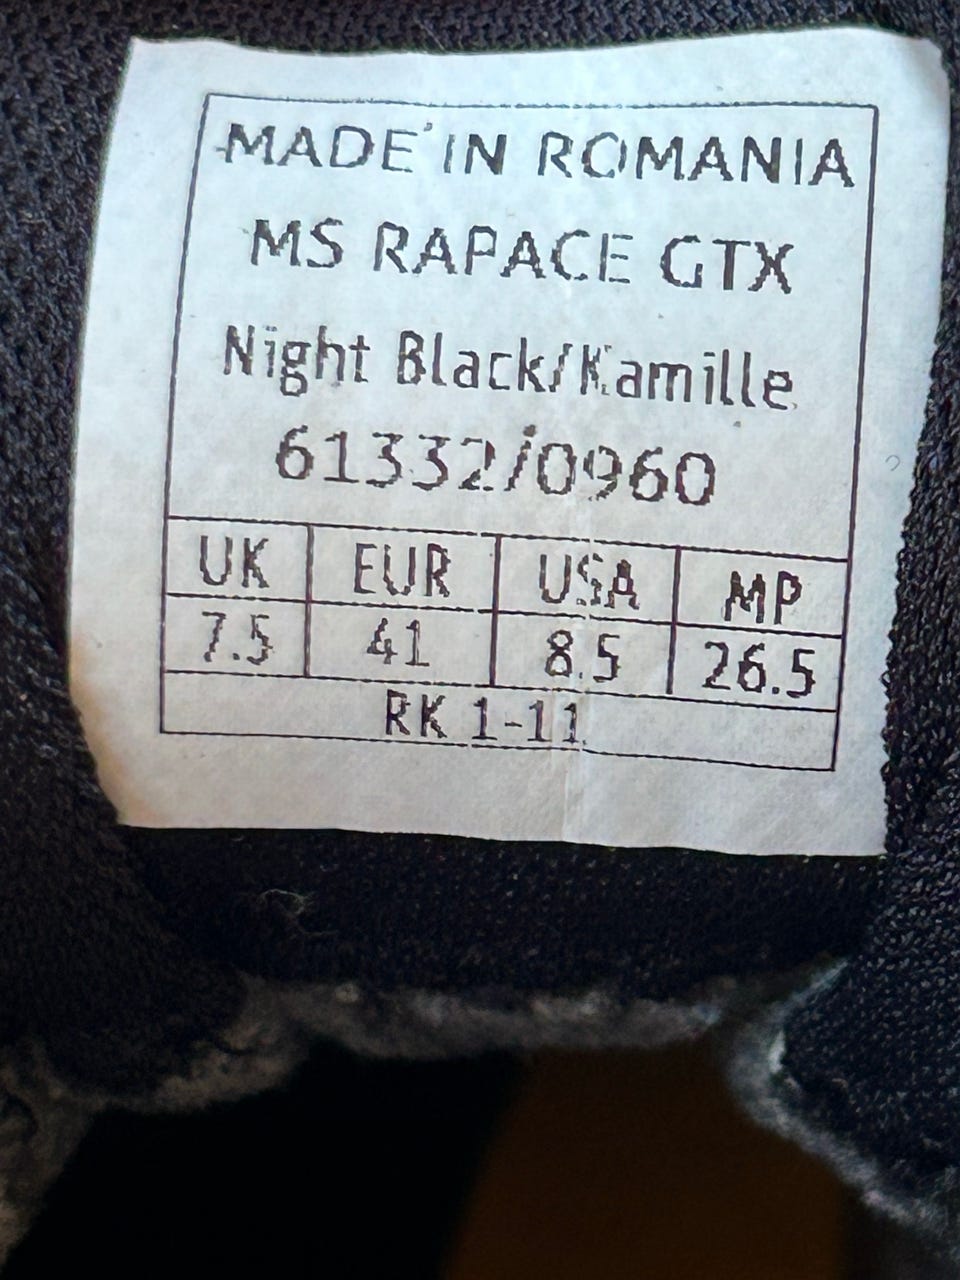 MADE IN ROMANIA
MS RAPACE GTX
Night Black/Kamille
61332/0960
UK EUR USA MP
7.5 41 8.5 26.5
RK 1-11